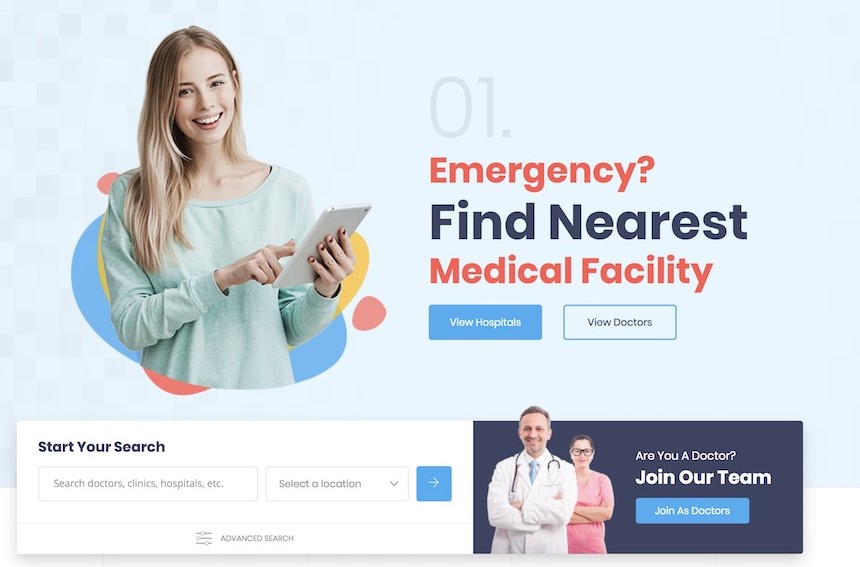 01.
Emergency?
Find Nearest
Medical Facility
View Hospitals
View Doctors
Start Your Search
Search doctors, clinics, hospitals, etc.
Select a location
ADVANCED SEARCH
Are You A Doctor?
Join Our Team
Join As Doctors